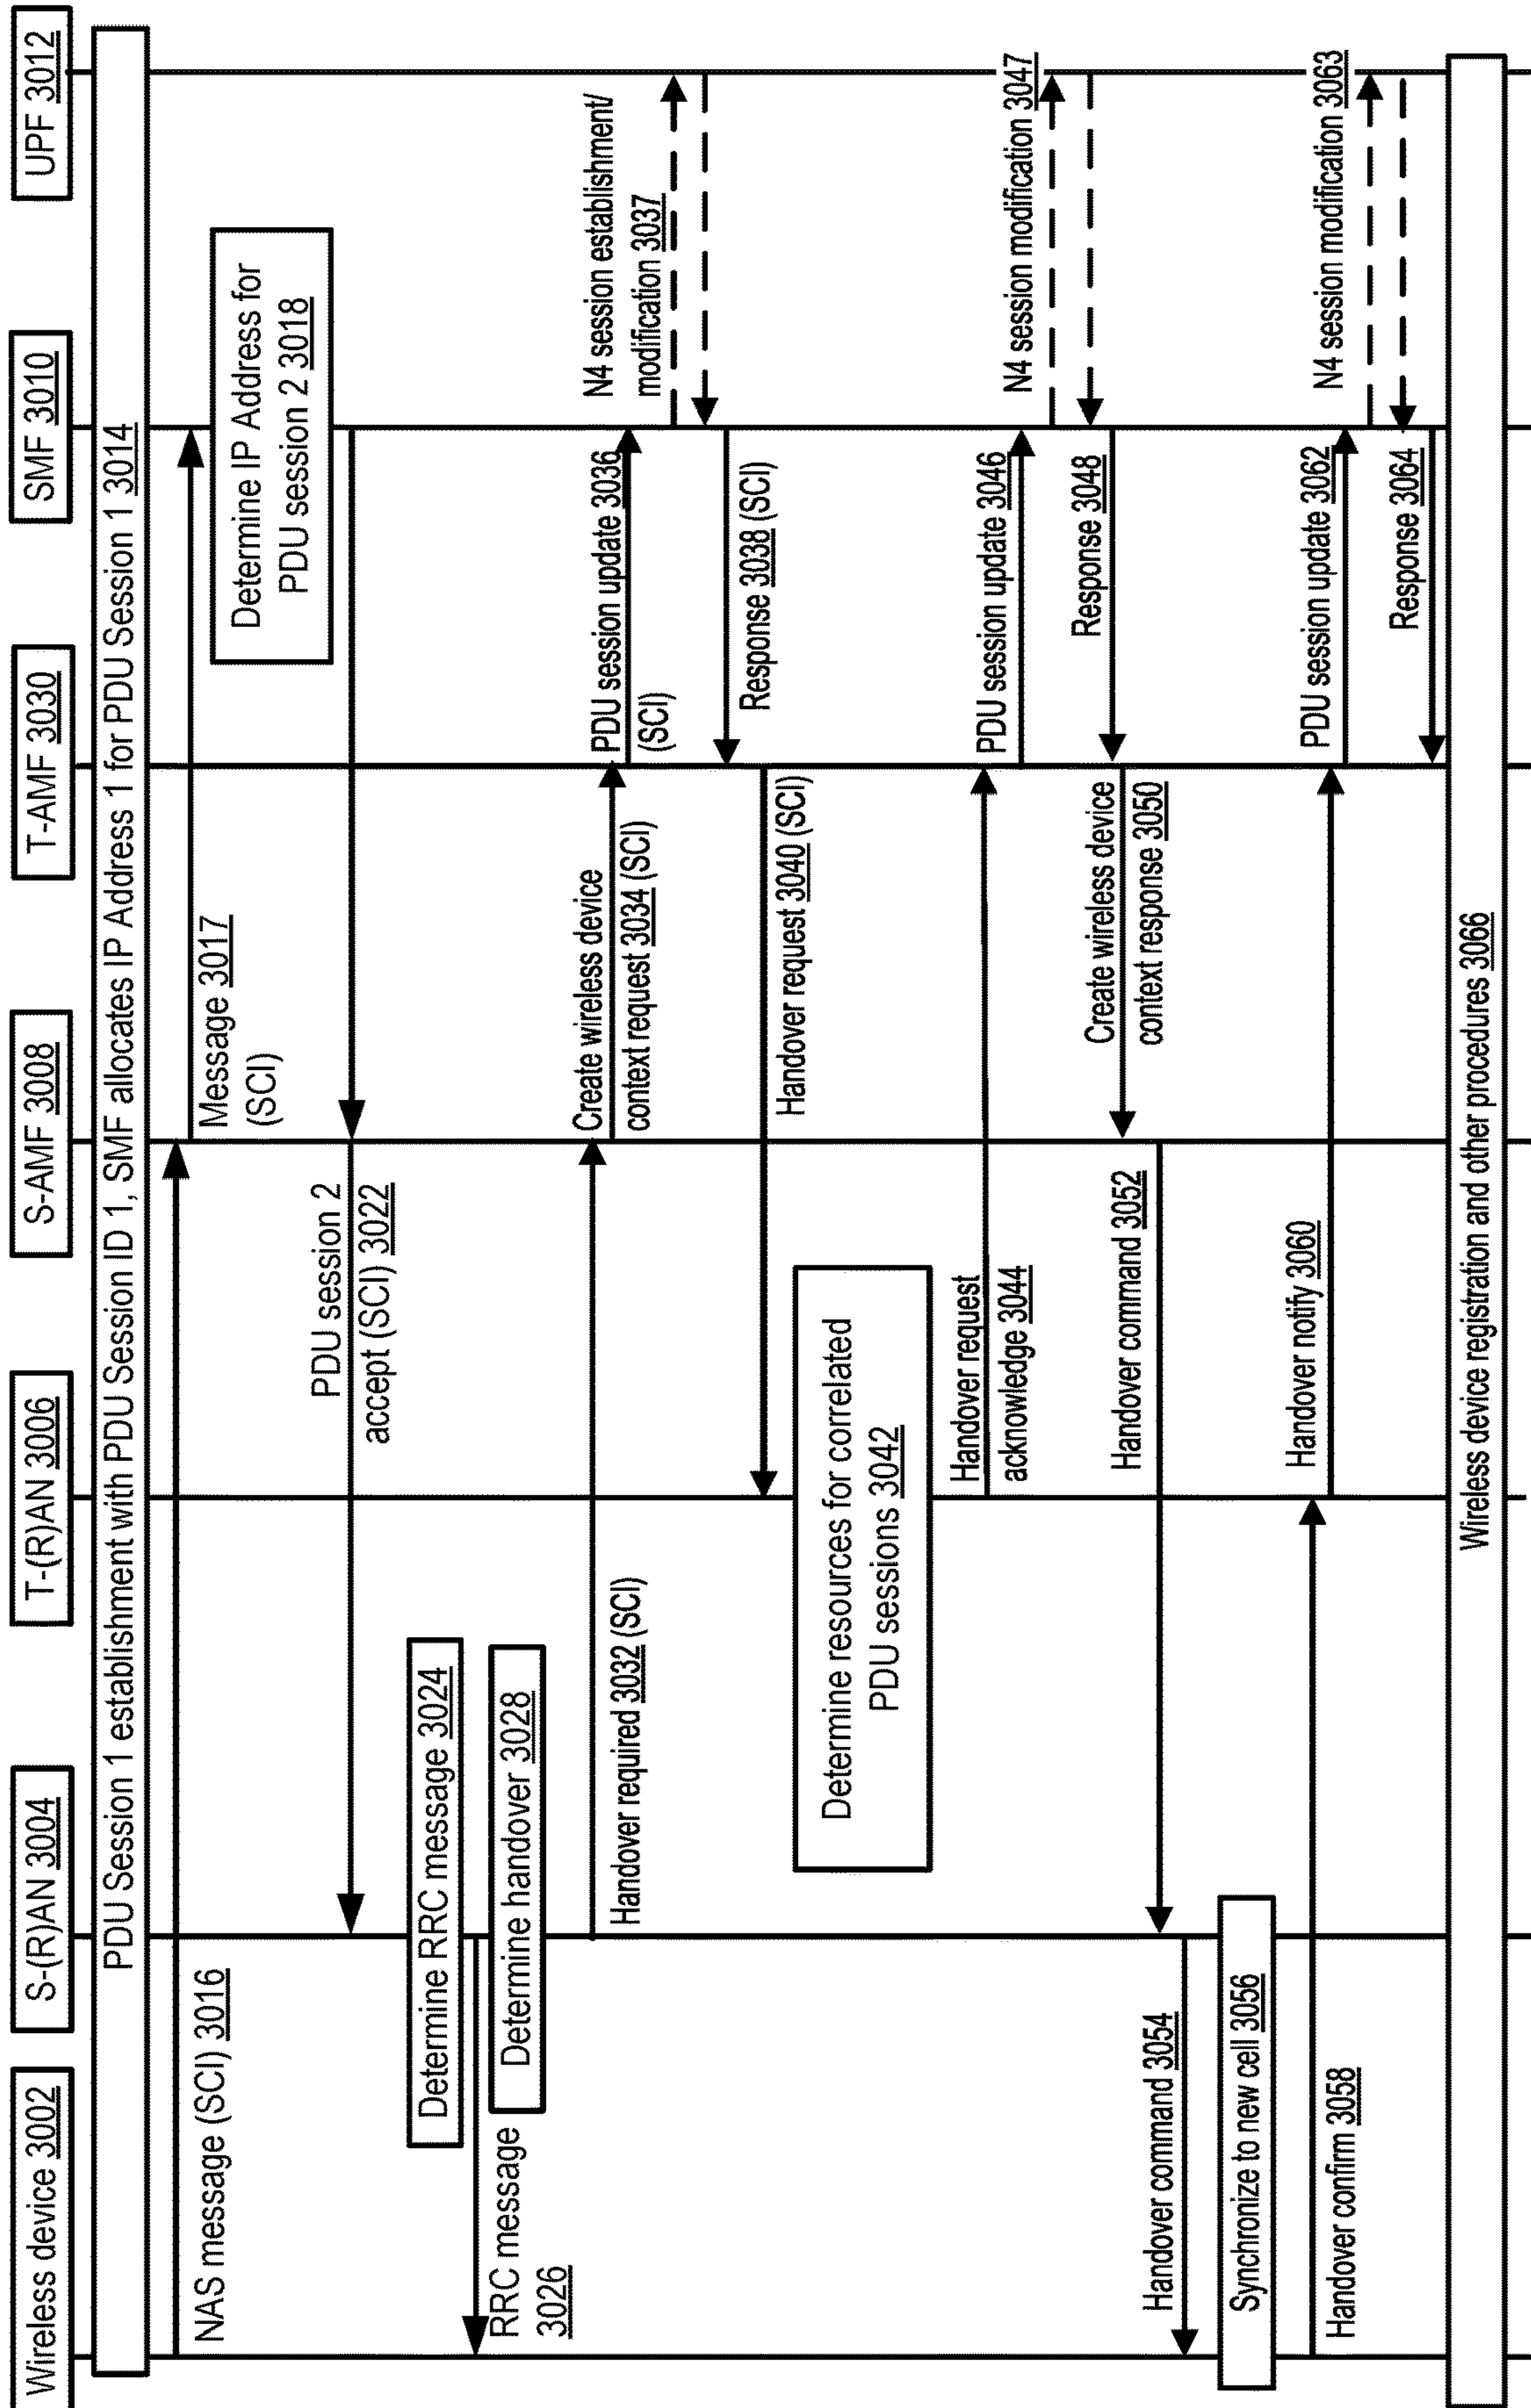 Wireless device 3002
S-(R)AN 3004
T-(R)AN 3006
S-AMF 3008
T-AMF 3030
SMF 3010
UPF 3012
PDU Session 1 establishment with PDU Session ID 1, SMF allocates IP Address 1 for PDU Session 1 3014
NAS message (SCI) 3016
Message 3017
(SCI)
Determine IP Address for
PDU session 2 3018
PDU session 2
accept (SCI) 3022
Determine RRC message 3024
RRC message
3026
Determine handover 3028
Handover required 3032 (SCI)
Create wireless device
context request 3034 (SCI)
PDU session update 3036
(SCI)
N4 session establishment/
modification 3037
Response 3038 (SCI)
Handover request 3040 (SCI)
Determine resources for correlated
PDU sessions 3042
Handover request
acknowledge 3044
PDU session update 3046
N4 session modification 3047
Response 3048
Create wireless device
context response 3050
Handover command 3052
Handover command 3054
Synchronize to new cell 3056
Handover confirm 3058
Handover notify 3060
PDU session update 3062
N4 session modification 3063
Response 3064
Wireless device registration and other procedures 3066